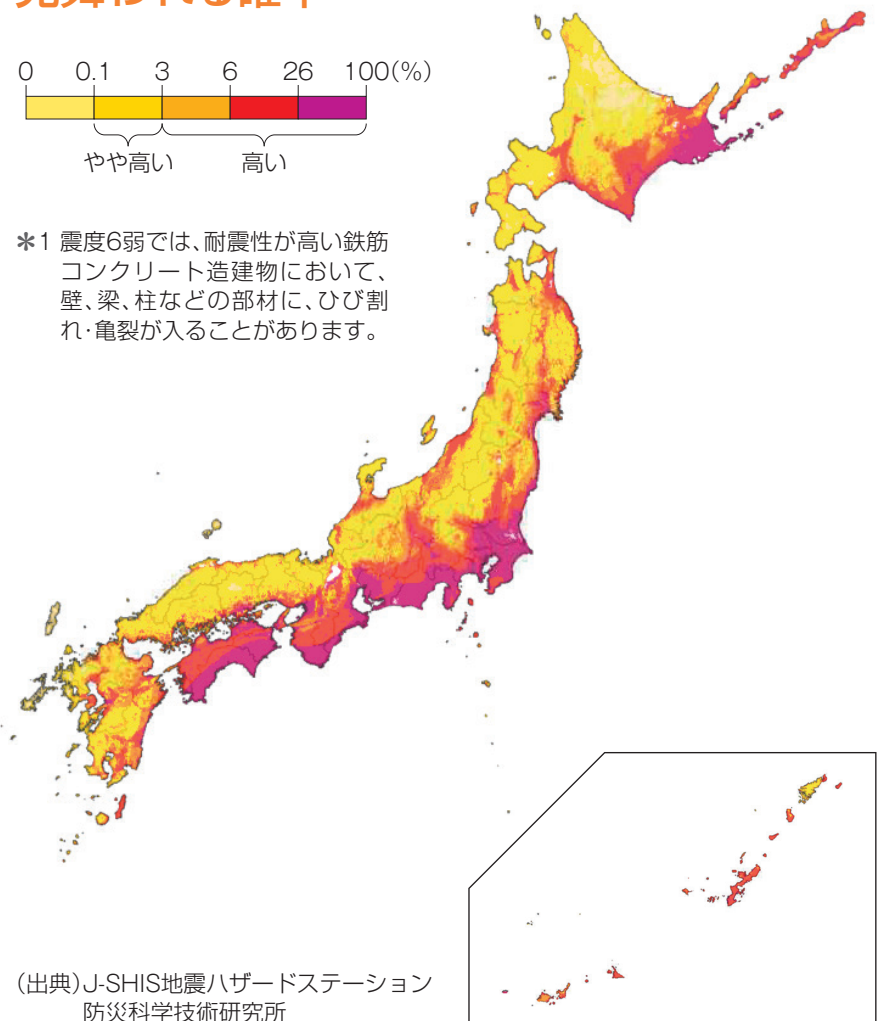 0 0.1 3 6 26 100(%)
やや高い 高い
*1 震度6弱では、耐震性が高い鉄筋
コンクリート造建物において、
壁、梁、柱などの部材に、ひび割
れ・亀裂が入ることがあります。
(出典)J-SHIS地震ハザードステーション
防災科学技術研究所